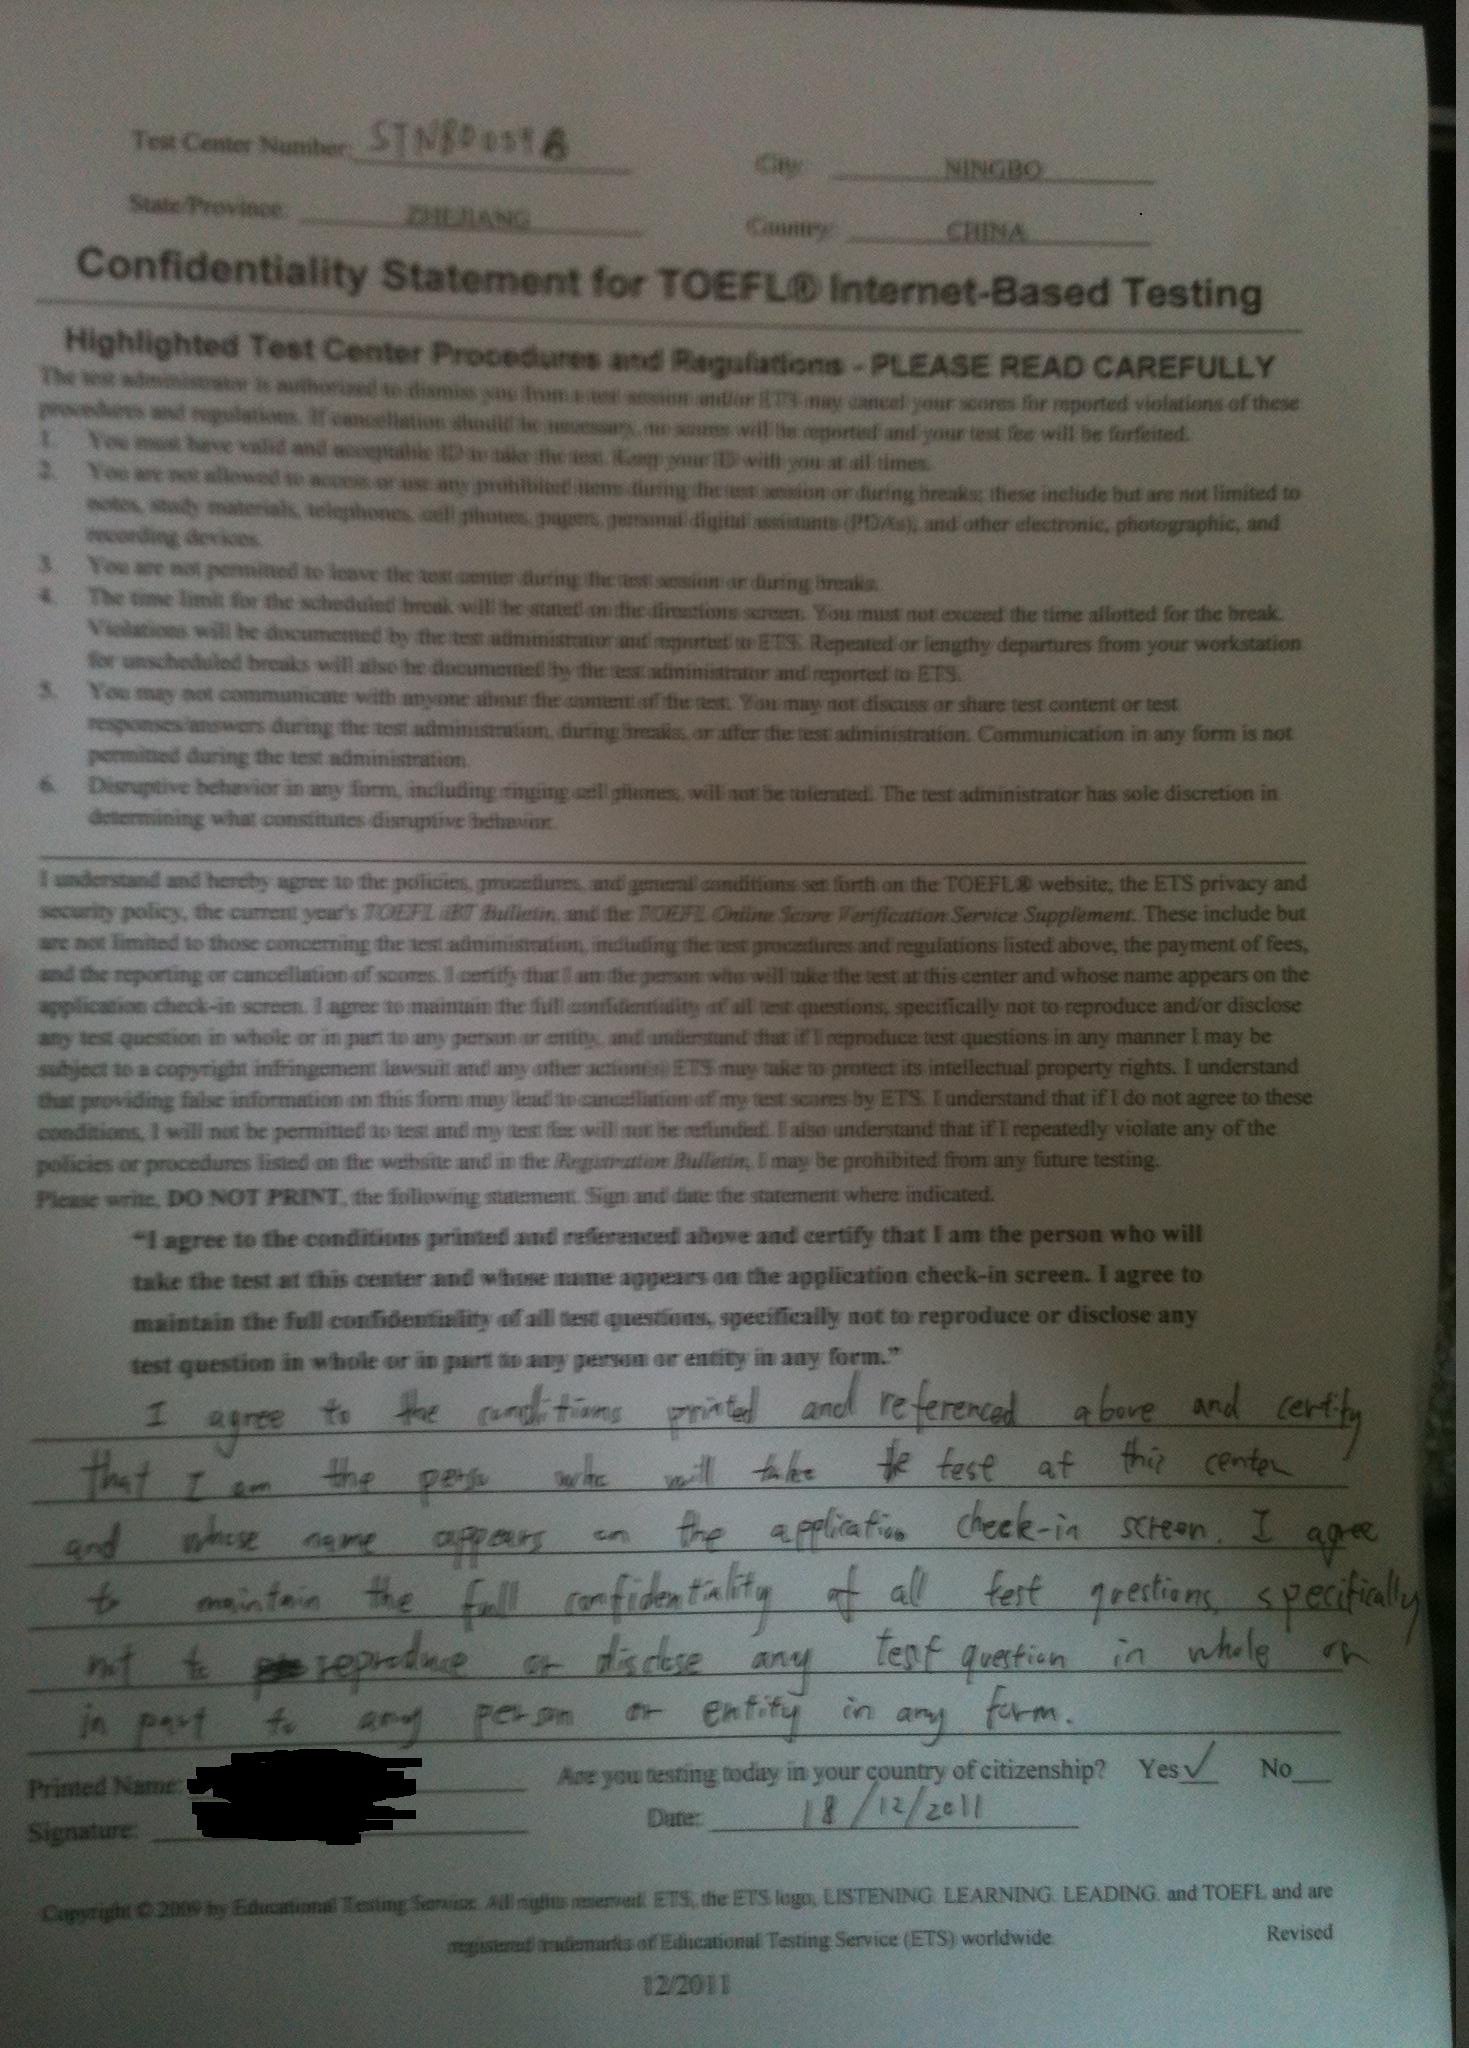 Test Center Number:
City: NINGBO
State/Province: ZHEJIANG
Country: CHINA
Confidentiality Statement for TOEFL® Internet-Based Testing
Highlighted Test Center Procedures and Regulations - PLEASE READ CAREFULLY
The test administrator is authorized to dismiss you from a test session and/or ETS may cancel your scores for reported violations of these
procedures and regulations. If cancellation should be necessary, no scores will be reported and your test fee will be forfeited.
1. You must have valid and acceptable ID to take the test. Keep your ID with you at all times.
2. You are not allowed to access or use any prohibited items during the test session or during breaks; these include but are not limited to
notes, study materials, telephones, cell phones, pagers, personal digital assistants (PDAs), and other electronic, photographic, and
recording devices.
3. You are not permitted to leave the test center during the test session or during breaks.
4. The time limit for the scheduled break will be stated on the directions screen. You must not exceed the time allotted for the break.
Violations will be documented by the test administrator and reported to ETS. Repeated or lengthy departures from your workstation
for unscheduled breaks will also be documented by the test administrator and reported to ETS.
5. You may not communicate with anyone about the content of the test. You may not discuss or share test content or test
responses/answers during the test administration, during breaks, or after the test adininistration. Communication in any form is not
permitted during the test administration.
6. Disruptive behavior in any form, including ringing cell phones, will not be tolerated. The test administrator has sole discretion in
determining what constitutes disruptive behavior.
I understand and hereby agree to the policies, procedures, and general conditions set forth on the TOEFL® website, the ETS privacy and
security policy, the current year's TOEFL iBT Bulletin, and the TOEFL Online Score Verification Service Supplement. These include but
are not limited to those concerning the test administration, including the test procedures and regulations listed above, the payment of fees,
and the reporting or cancellation of scores. I certify that I am the person who will take the test at this center and whose name appears on the
application check-in screen. I agree to maintain the full confidentiality of all test questions, specifically not to reproduce and/or disclose
any test question in whole or in part to any person or entity, and understand that if I reproduce test questions in any manner I may be
subject to a copyright infringement lawsuit and any other action(s) ETS may take to protect its intellectual property rights. I understand
that providing false information on this form may lead to cancellation of my test scores by ETS. I understand that if I do not agree to these
conditions, I will not be permitted to test and my test fee will not be refunded. I also understand that if I repeatedly violate any of the
policies or procedures listed on the website and in the Registration Bulletin, I may be prohibited from any future testing.
Please write, DO NOT PRINT, the following statement. Sign and date the statement where indicated.
"I agree to the conditions printed and referenced above and certify that I am the person who will
take the test at this center and whose name appears on the application check-in screen. I agree to
maintain the full confidentiality of all test questions, specifically not to reproduce or disclose any
test question in whole or in part to any person or entity in any form."
I agree to the conditions printed and referenced above and certify
that I am the person who will take the test at this center
and whose name appears on the application check-in screen. I agree
to maintain the full confidentiality of all test questions, specifically
not to reproduce or disclose any test question in whole or
in part to any person or entity in any form.
Printed Name: Are you testing today in your country of citizenship? Yes ✓ No
Signature: Date: 18/12/2011
Copyright © 2009 by Educational Testing Service. All rights reserved. ETS, the ETS logo, LISTENING. LEARNING. LEADING. and TOEFL and are
registered trademarks of Educational Testing Service (ETS) worldwide. Revised
12/2011